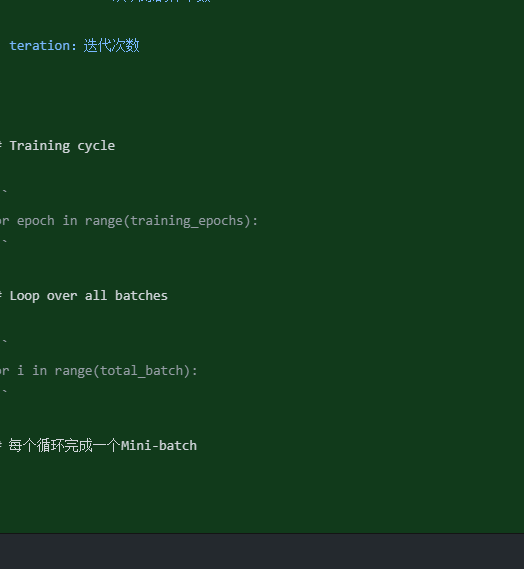 teration: 迭代次数
# Training cycle
``
or epoch in range(training_epochs):
``
# Loop over all batches
``
or i in range(total_batch):
``
# 每个循环完成一个Mini-batch